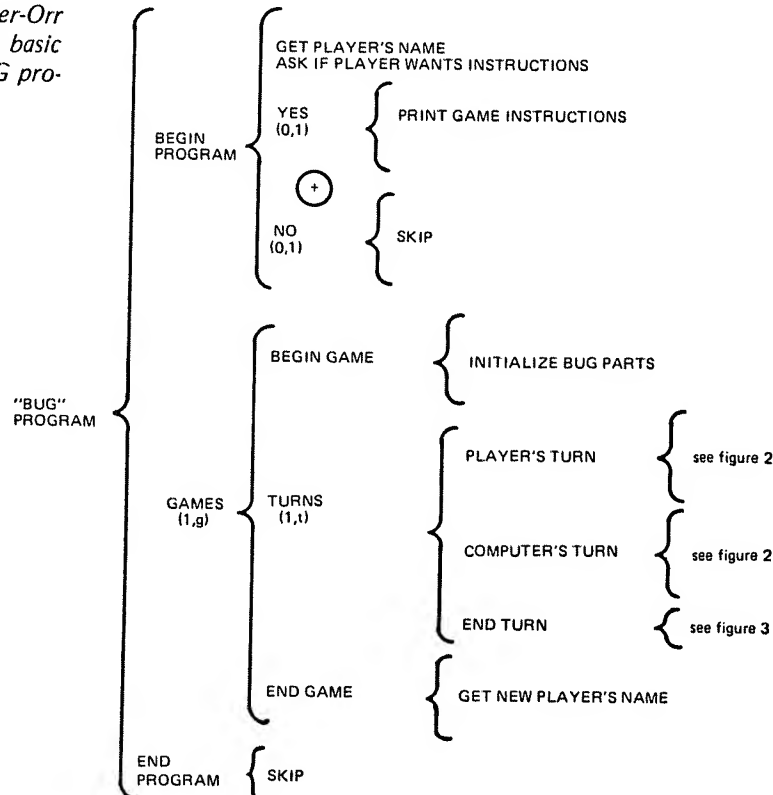 er-Orr
basic
G pro-
GET PLAYER'S NAME
ASK IF PLAYER WANTS INSTRUCTIONS
YES
(0,1)
PRINT GAME INSTRUCTIONS
BEGIN
PROGRAM
+
NO
(0,1)
SKIP
"BUG"
PROGRAM
BEGIN GAME
INITIALIZE BUG PARTS
GAMES
(1,g)
TURNS
(1,t)
PLAYER'S TURN
see figure 2
COMPUTER'S TURN
see figure 2
END TURN
see figure 3
END GAME
GET NEW PLAYER'S NAME
END
PROGRAM
SKIP